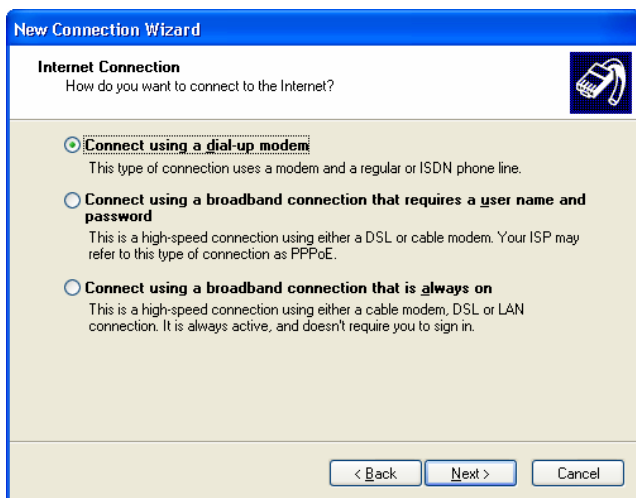 New Connection Wizard
Internet Connection
How do you want to connect to the Internet?
Connect using a dial-up modem
This type of connection uses a modem and a regular or ISDN phone line.
Connect using a broadband connection that requires a user name and
password
This is a high-speed connection using either a DSL or cable modem. Your ISP may
refer to this type of connection as PPPoE.
Connect using a broadband connection that is always on
This is a high-speed connection using either a cable modem, DSL or LAN
connection. It is always active, and doesn't require you to sign in.
< Back Next > Cancel